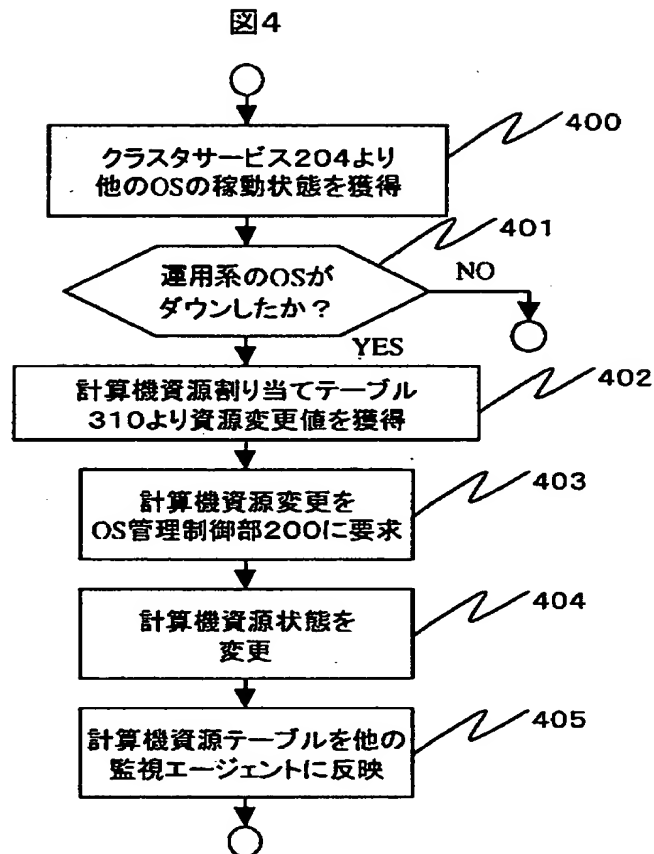 図4
クラスタサービス204より
他のOSの稼動状態を獲得
400
運用系のOSが
ダウンしたか？
401
NO
YES
計算機資源割り当てテーブル
310より資源変更値を獲得
402
計算機資源変更を
OS管理制御部200に要求
403
計算機資源状態を
変更
404
計算機資源テーブルを他の
監視エージェントに反映
405